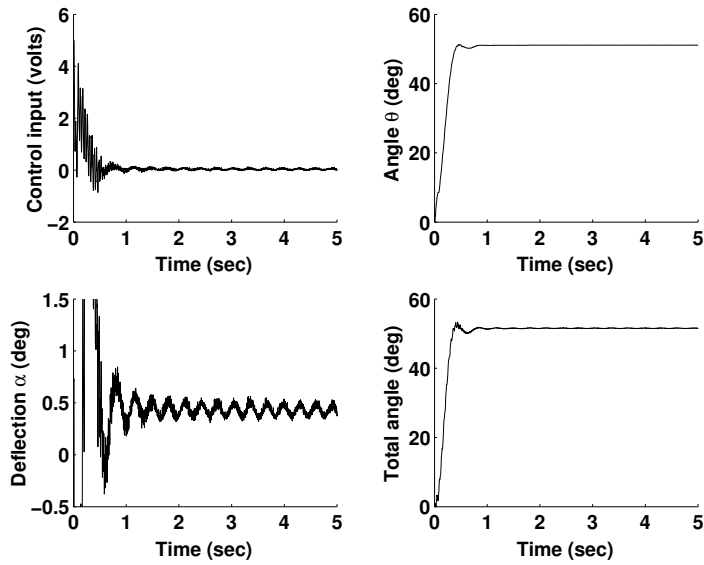 6
4
2
0
−2
0 1 2 3 4 5
Time (sec)
Control input (volts)
60
40
20
0
0 1 2 3 4 5
Time (sec)
Angle θ (deg)
1.5
1
0.5
0
−0.5
0 1 2 3 4 5
Time (sec)
Deflection α (deg)
60
40
20
0
0 1 2 3 4 5
Time (sec)
Total angle (deg)